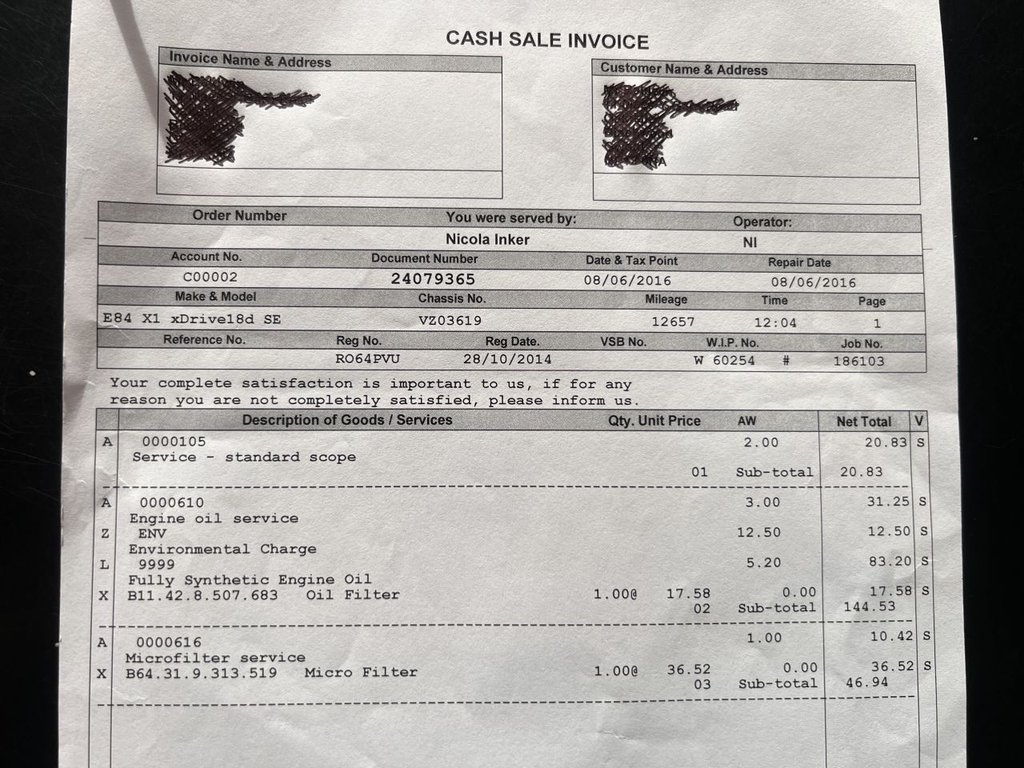 CASH SALE INVOICE
Invoice Name & Address
Customer Name & Address
Order Number You were served by: Operator:
Nicola Inker NI
Account No. Document Number Date & Tax Point Repair Date
C00002 24079365 08/06/2016 08/06/2016
Make & Model Chassis No. Mileage Time Page
E84 X1 xDrive18d SE VZ03619 12657 12:04 1
Reference No. Reg No. Reg Date. VSB No. W.I.P. No. Job No.
RO64PVU 28/10/2014 W 60254 # 186103
Your complete satisfaction is important to us, if for any
reason you are not completely satisfied, please inform us.
Description of Goods / Services Qty. Unit Price AW Net Total V
A 0000105 2.00 20.83 S
Service - standard scope
01 Sub-total 20.83
A 0000610 3.00 31.25 S
Engine oil service
Z ENV 12.50 12.50 S
Environmental Charge
L 9999 5.20 83.20 S
Fully Synthetic Engine Oil
X B11.42.8.507.683 Oil Filter 1.00@ 17.58 0.00 17.58 S
02 Sub-total 144.53
A 0000616 1.00 10.42 S
Microfilter service
X B64.31.9.313.519 Micro Filter 1.00@ 36.52 0.00 36.52 S
03 Sub-total 46.94